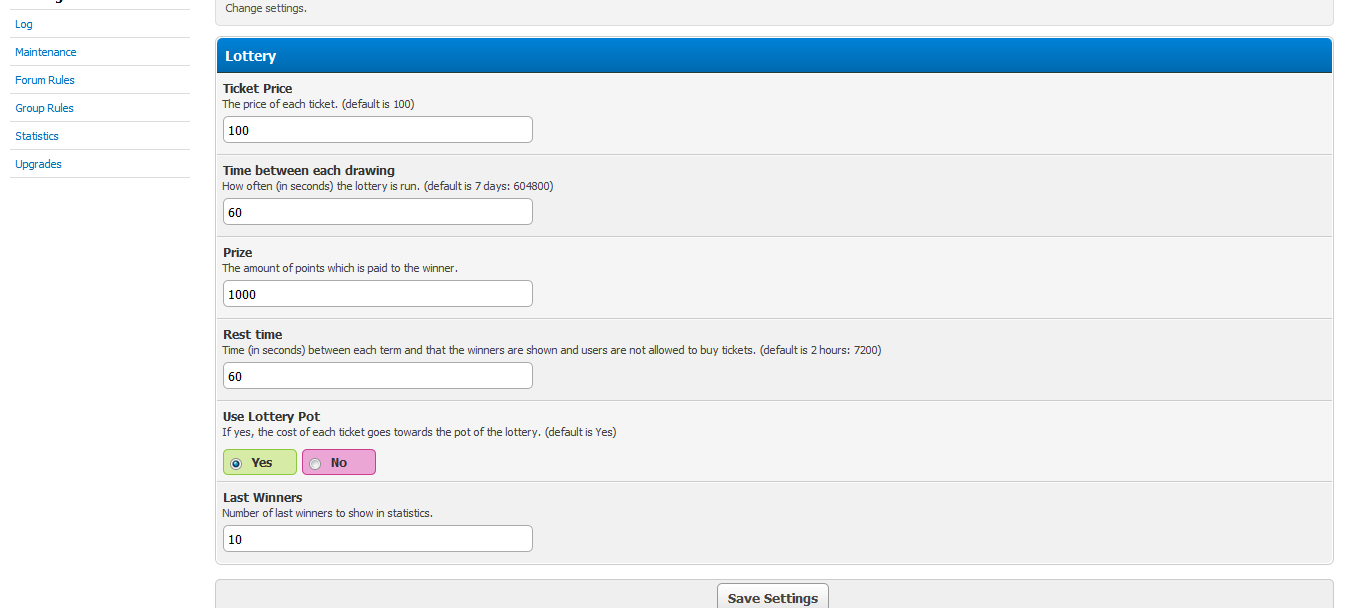 Change settings.
Log
Maintenance
Forum Rules
Group Rules
Statistics
Upgrades
Lottery
Ticket Price
The price of each ticket. (default is 100)
100
Time between each drawing
How often (in seconds) the lottery is run. (default is 7 days: 604800)
60
Prize
The amount of points which is paid to the winner.
1000
Rest time
Time (in seconds) between each term and that the winners are shown and users are not allowed to buy tickets. (default is 2 hours: 7200)
60
Use Lottery Pot
If yes, the cost of each ticket goes towards the pot of the lottery. (default is Yes)
Yes No
Last Winners
Number of last winners to show in statistics.
10
Save Settings